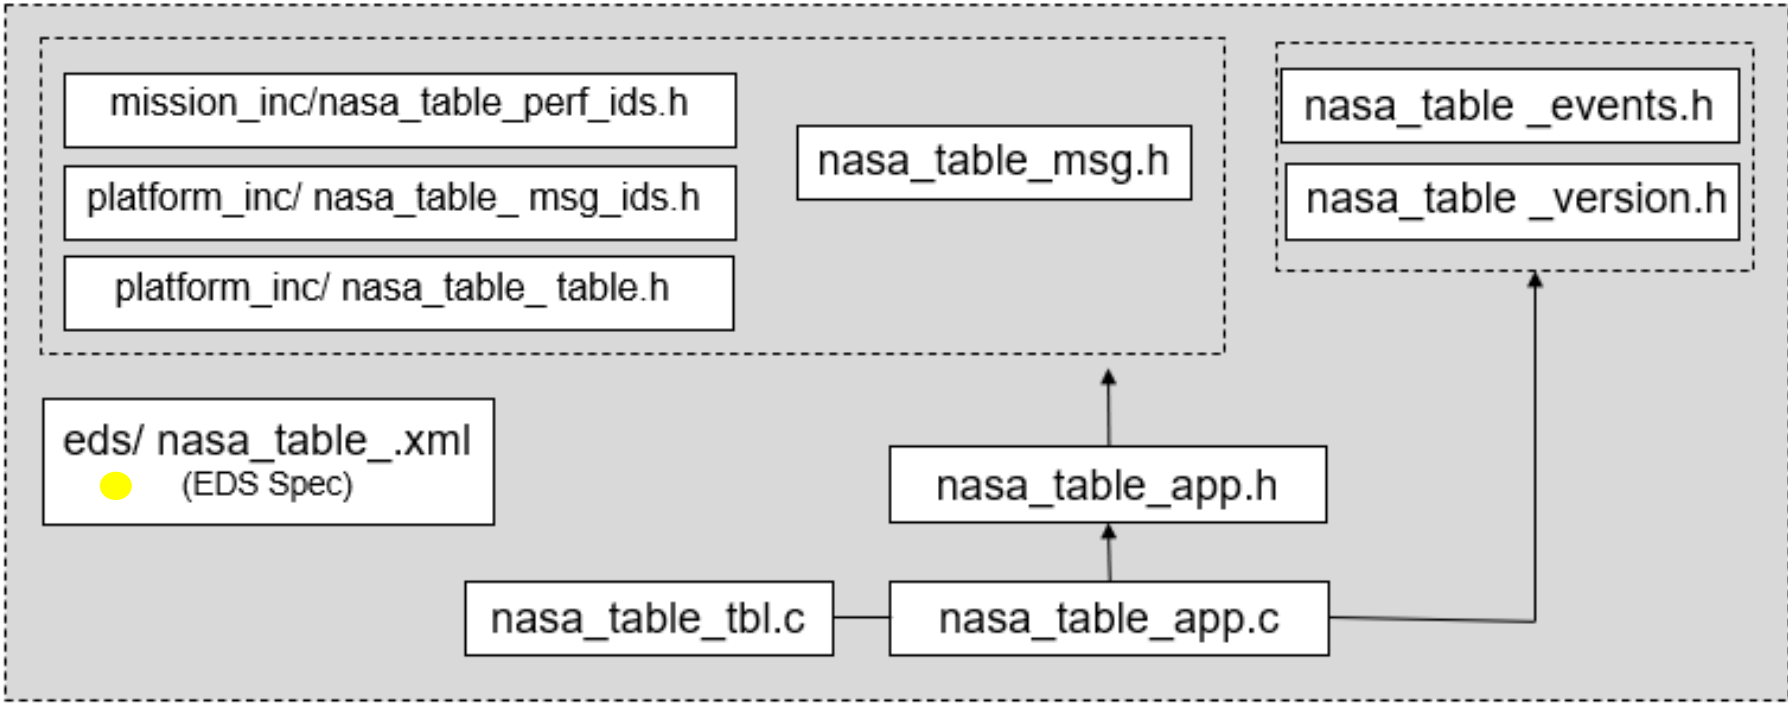 mission_inc/nasa_table_perf_ids.h
platform_inc/ nasa_table_ msg_ids.h
platform_inc/ nasa_table_ table.h
nasa_table_msg.h
nasa_table _events.h
nasa_table _version.h
eds/ nasa_table_.xml
(EDS Spec)
nasa_table_app.h
nasa_table_tbl.c
nasa_table_app.c